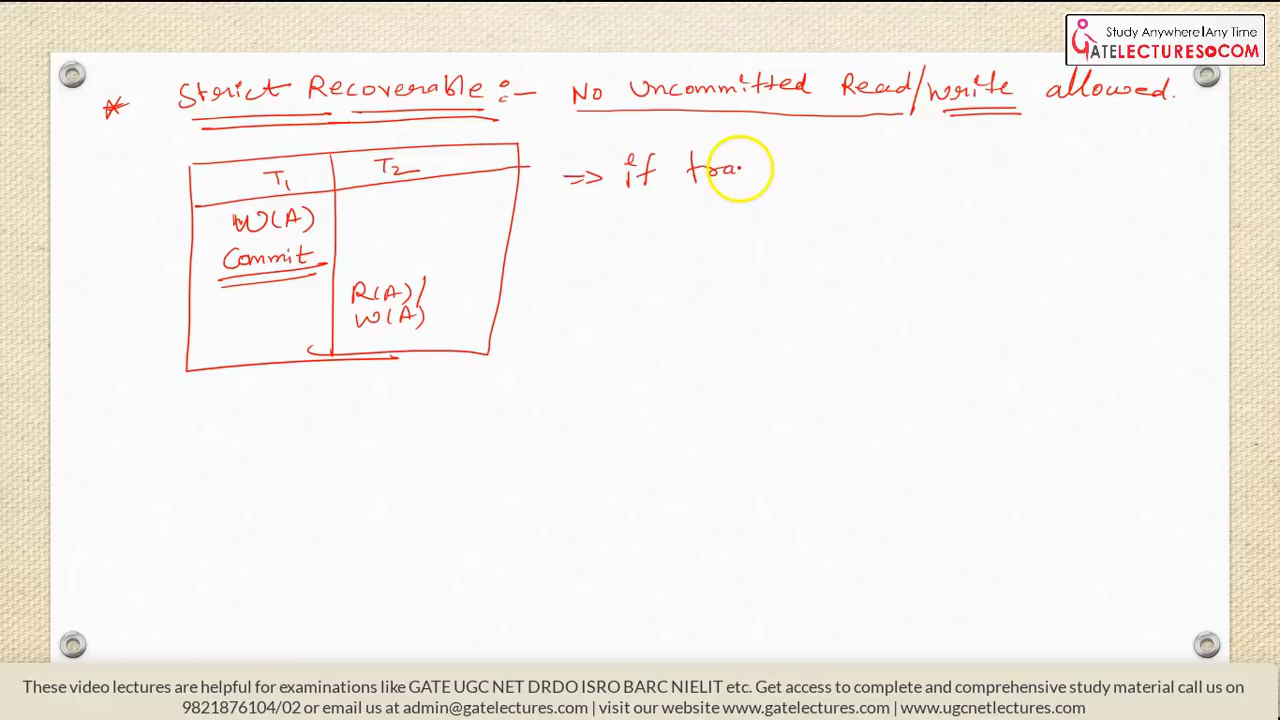 Study Anywhere Any Time
GATELECTURES.COM
* Strict Recoverable :- No Uncommitted Read/write allowed.
T1 T2
W(A)
Commit
R(A)/
W(A)
=> if tra
These video lectures are helpful for examinations like GATE UGC NET DRDO ISRO BARC NIELIT etc. Get access to complete and comprehensive study material call us on
9821876104/02 or email us at admin@gatelectures.com | visit our website www.gatelectures.com | www.ugcnetlectures.com